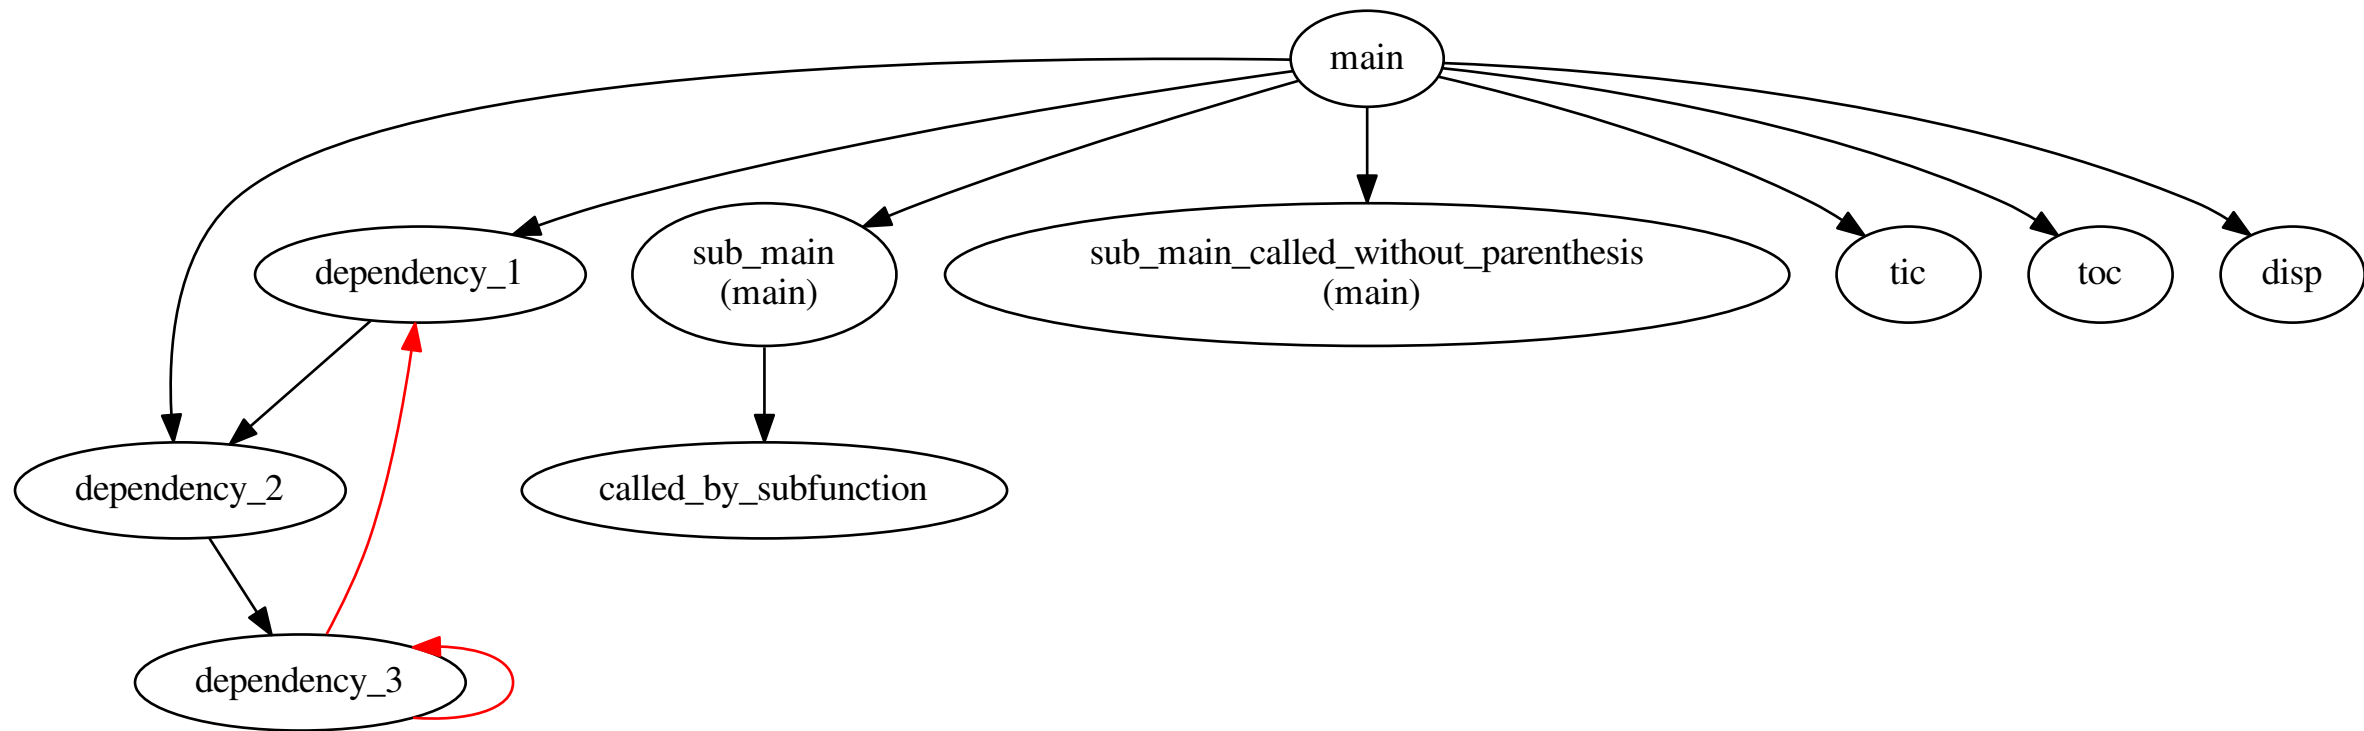 main
dependency_1
sub_main
(main)
sub_main_called_without_parenthesis
(main)
tic
toc
disp
dependency_2
called_by_subfunction
dependency_3